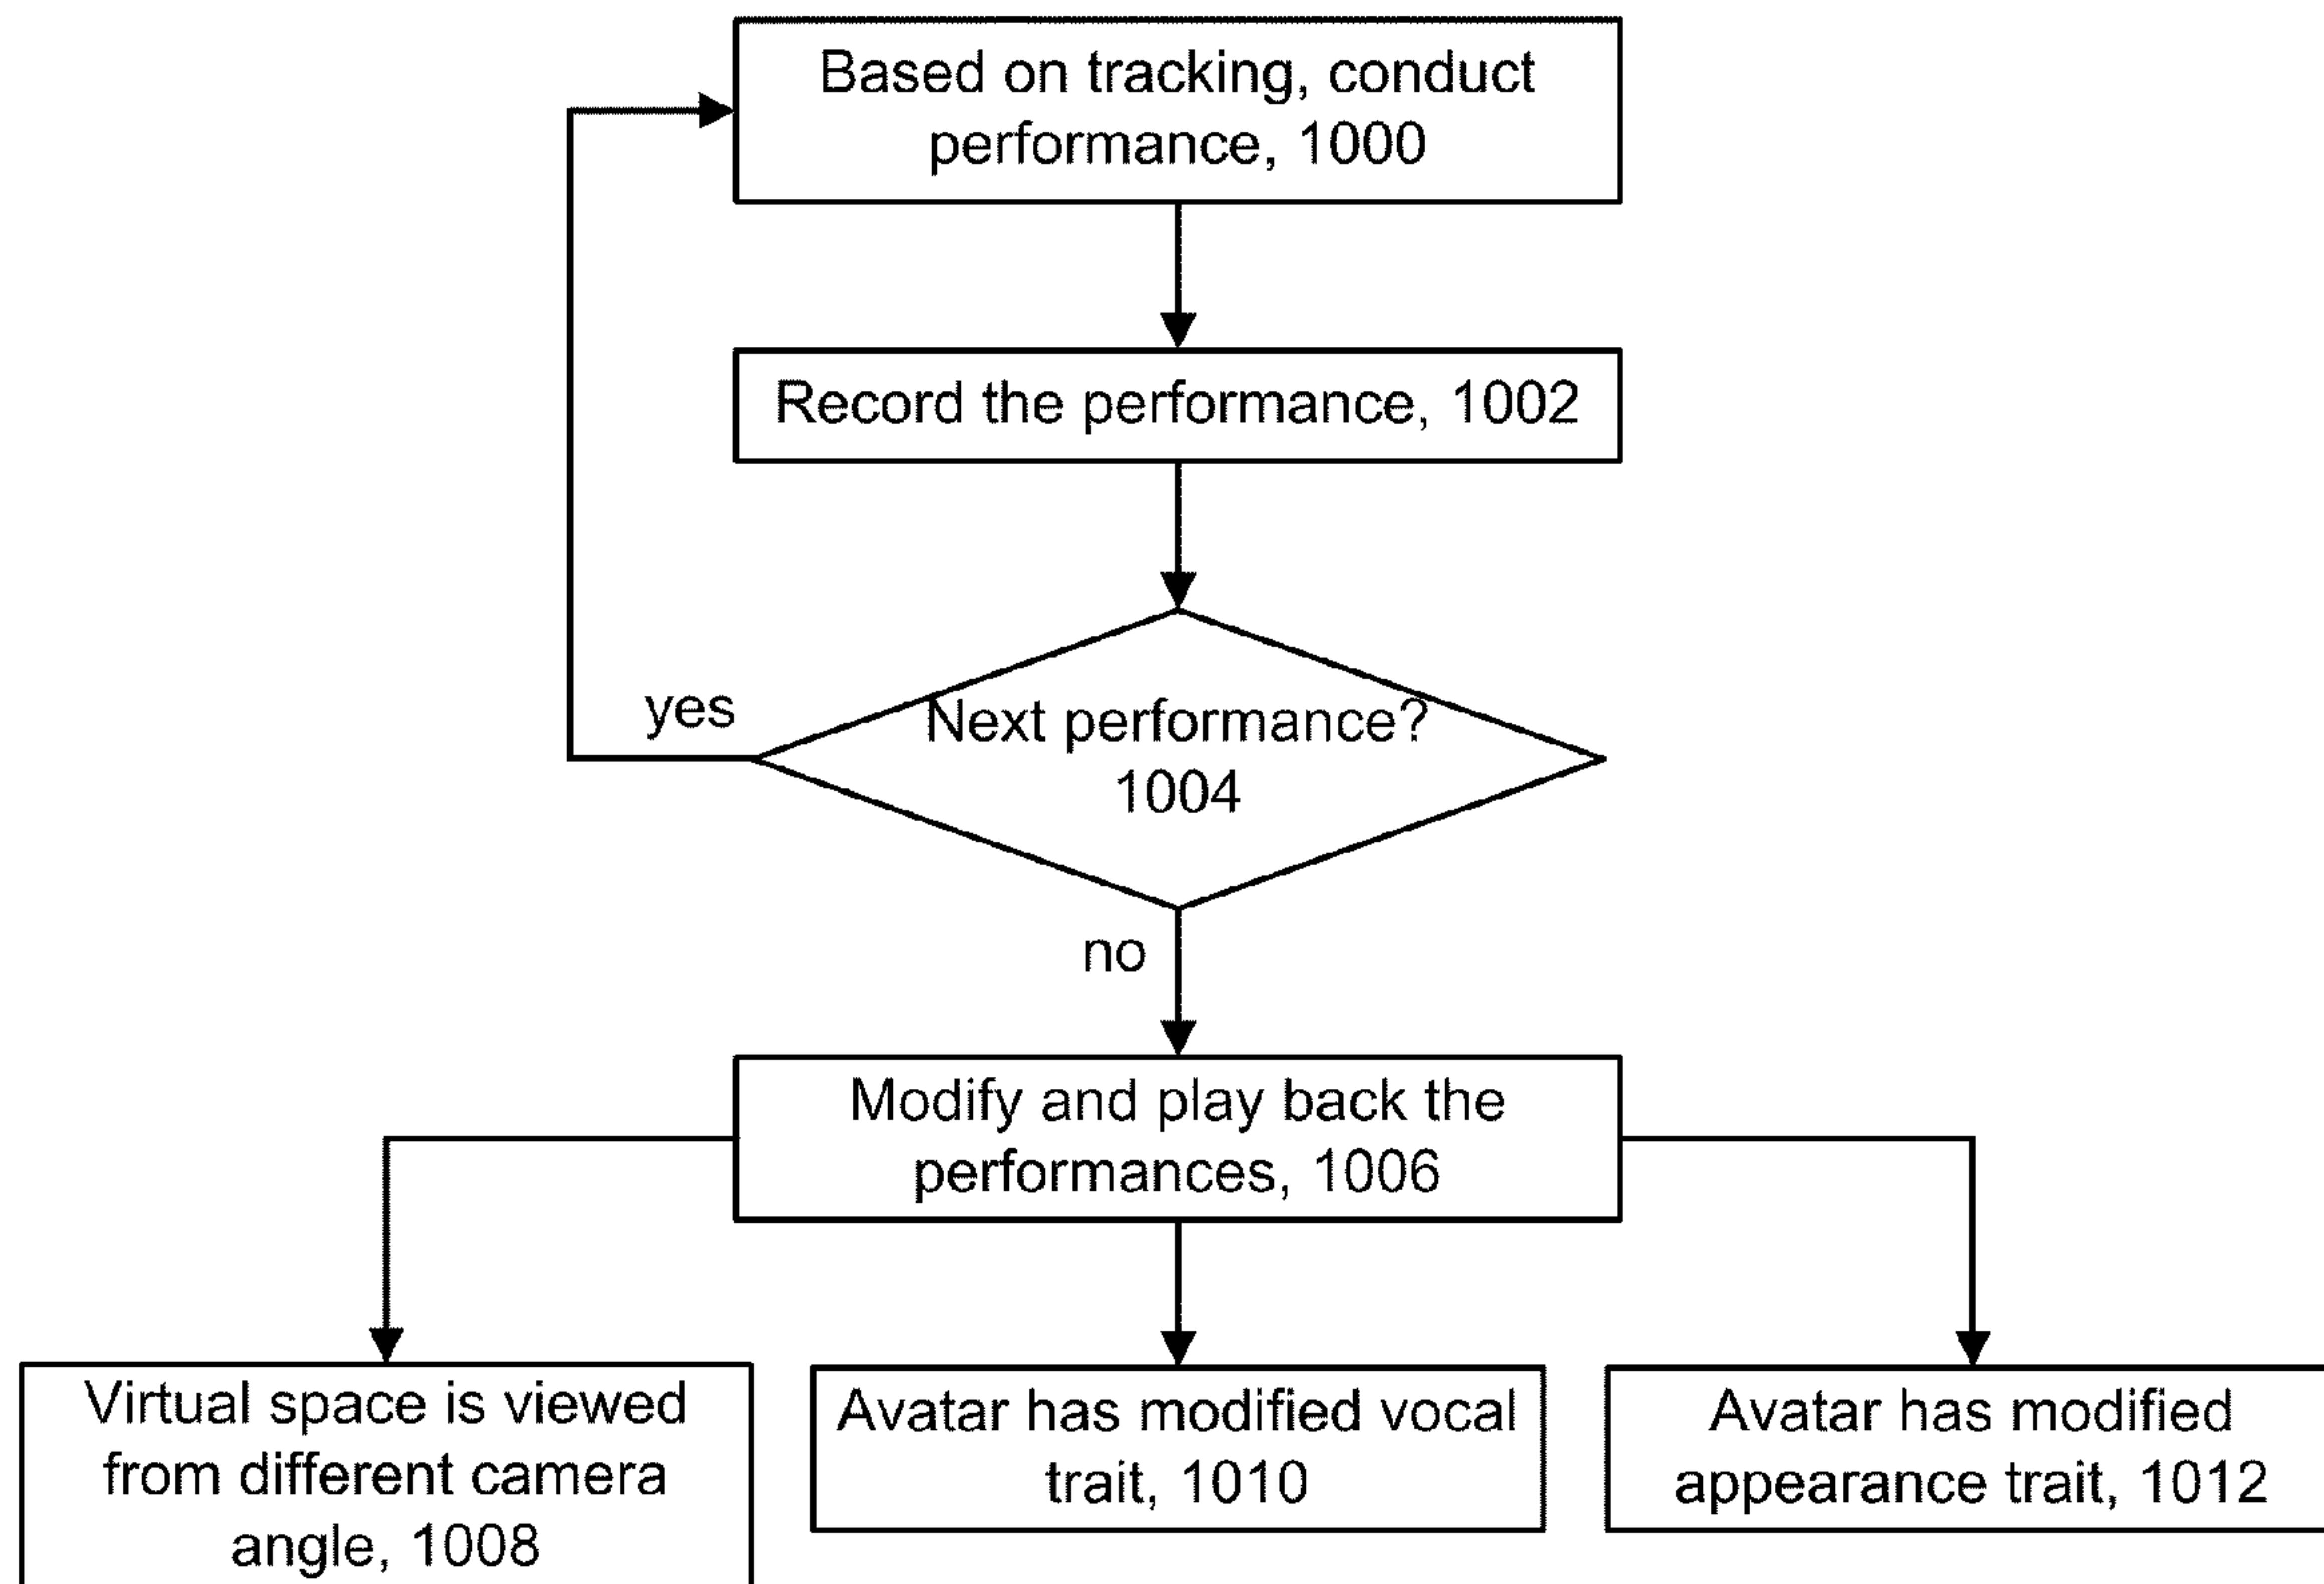 Based on tracking, conduct
performance, 1000
Record the performance, 1002
yes
Next performance?
1004
no
Modify and play back the
performances, 1006
Virtual space is viewed
from different camera
angle, 1008
Avatar has modified vocal
trait, 1010
Avatar has modified
appearance trait, 1012